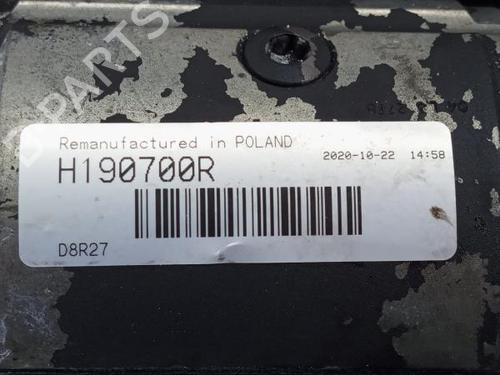 B-PARTS
Remanufactured in POLAND
2020-10-22 14:58
H190700R
D8R27